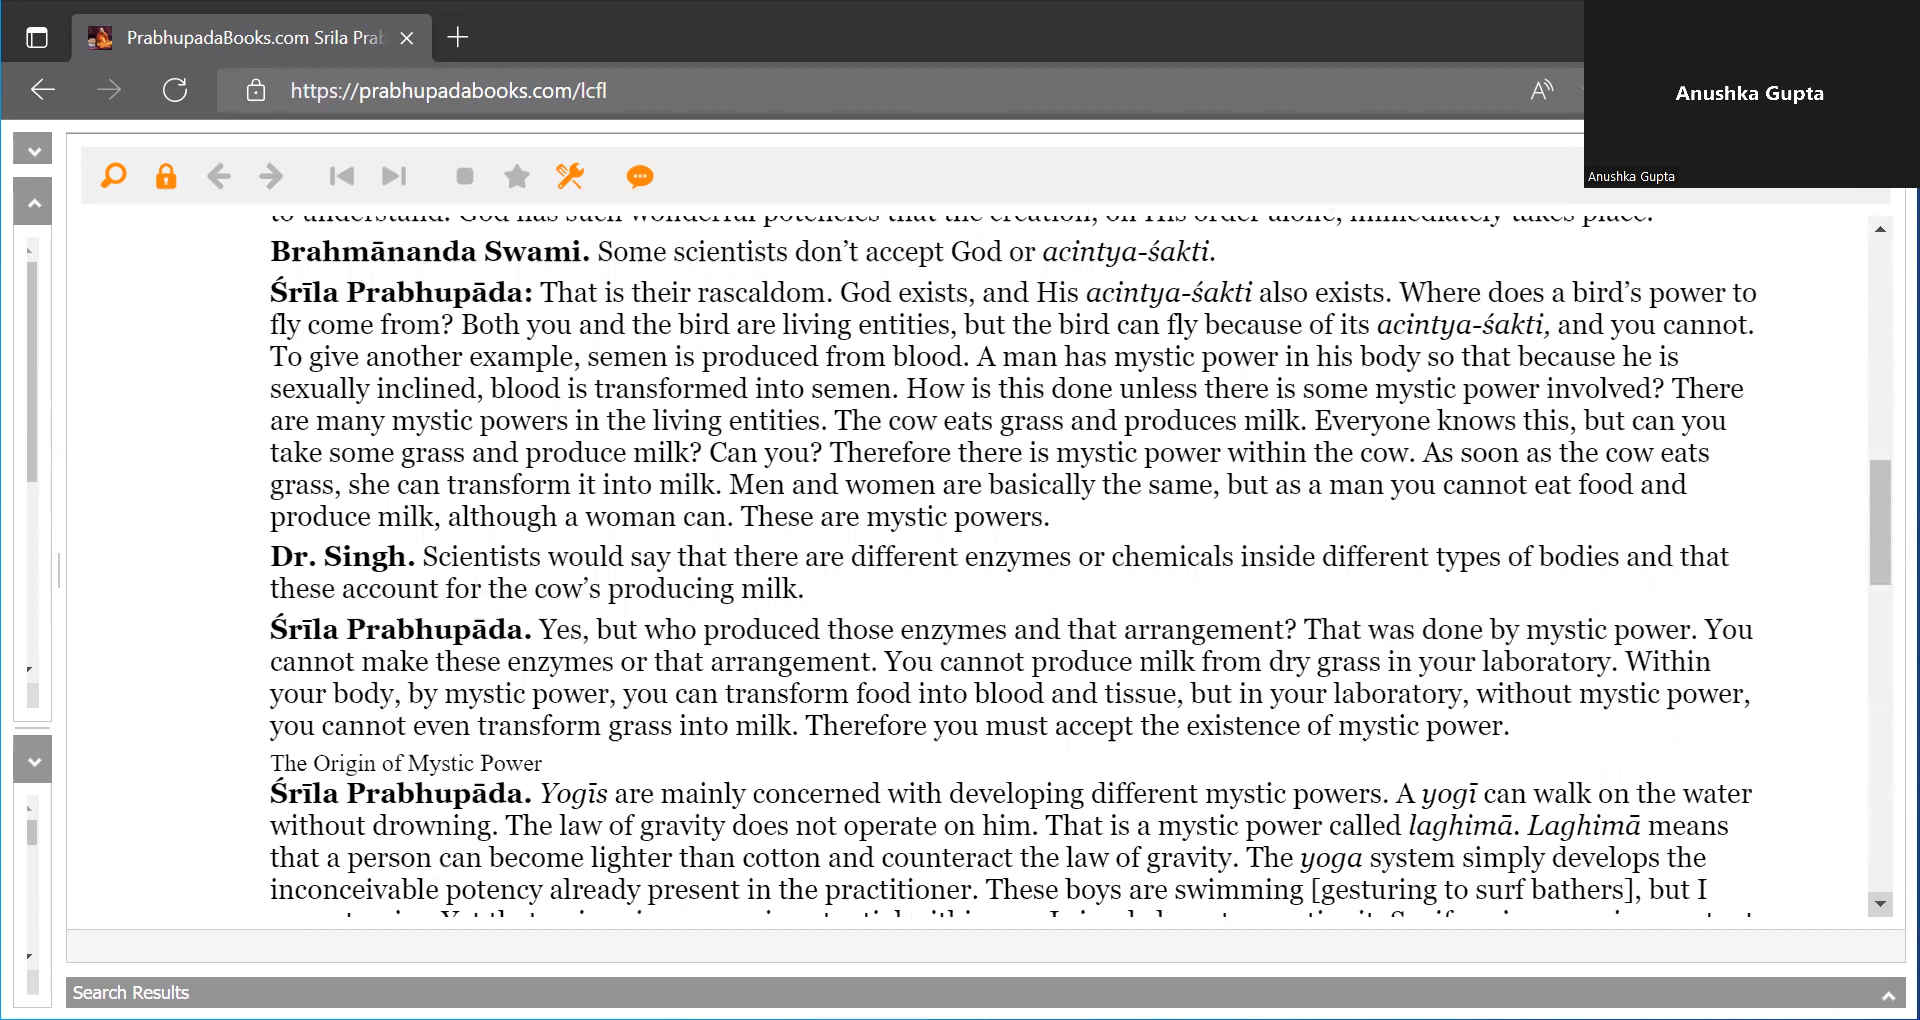 PrabhupadaBooks.com Srila Prab
https://prabhupadabooks.com/lcfl
Anushka Gupta
Anushka Gupta
to understand. God has such wonderful potencies that the creation, on His order alone, immediately takes place.
Brahmānanda Swami. Some scientists don’t accept God or acintya-śakti.
Śrīla Prabhupāda: That is their rascaldom. God exists, and His acintya-śakti also exists. Where does a bird’s power to
fly come from? Both you and the bird are living entities, but the bird can fly because of its acintya-śakti, and you cannot.
To give another example, semen is produced from blood. A man has mystic power in his body so that because he is
sexually inclined, blood is transformed into semen. How is this done unless there is some mystic power involved? There
are many mystic powers in the living entities. The cow eats grass and produces milk. Everyone knows this, but can you
take some grass and produce milk? Can you? Therefore there is mystic power within the cow. As soon as the cow eats
grass, she can transform it into milk. Men and women are basically the same, but as a man you cannot eat food and
produce milk, although a woman can. These are mystic powers.
Dr. Singh. Scientists would say that there are different enzymes or chemicals inside different types of bodies and that
these account for the cow’s producing milk.
Śrīla Prabhupāda. Yes, but who produced those enzymes and that arrangement? That was done by mystic power. You
cannot make these enzymes or that arrangement. You cannot produce milk from dry grass in your laboratory. Within
your body, by mystic power, you can transform food into blood and tissue, but in your laboratory, without mystic power,
you cannot even transform grass into milk. Therefore you must accept the existence of mystic power.
The Origin of Mystic Power
Śrīla Prabhupāda. Yogīs are mainly concerned with developing different mystic powers. A yogī can walk on the water
without drowning. The law of gravity does not operate on him. That is a mystic power called laghimā. Laghimā means
that a person can become lighter than cotton and counteract the law of gravity. The yoga system simply develops the
inconceivable potency already present in the practitioner. These boys are swimming [gesturing to surf bathers], but I
Search Results